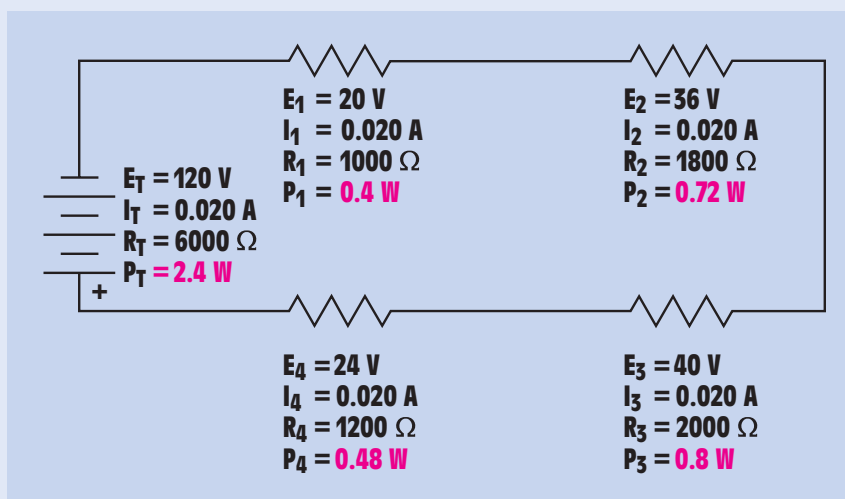 E1 = 20 V
I1 = 0.020 A
R1 = 1000 Ω
P1 = 0.4 W
E2 = 36 V
I2 = 0.020 A
R2 = 1800 Ω
P2 = 0.72 W
ET = 120 V
IT = 0.020 A
RT = 6000 Ω
PT = 2.4 W
+
E4 = 24 V
I4 = 0.020 A
R4 = 1200 Ω
P4 = 0.48 W
E3 = 40 V
I3 = 0.020 A
R3 = 2000 Ω
P3 = 0.8 W